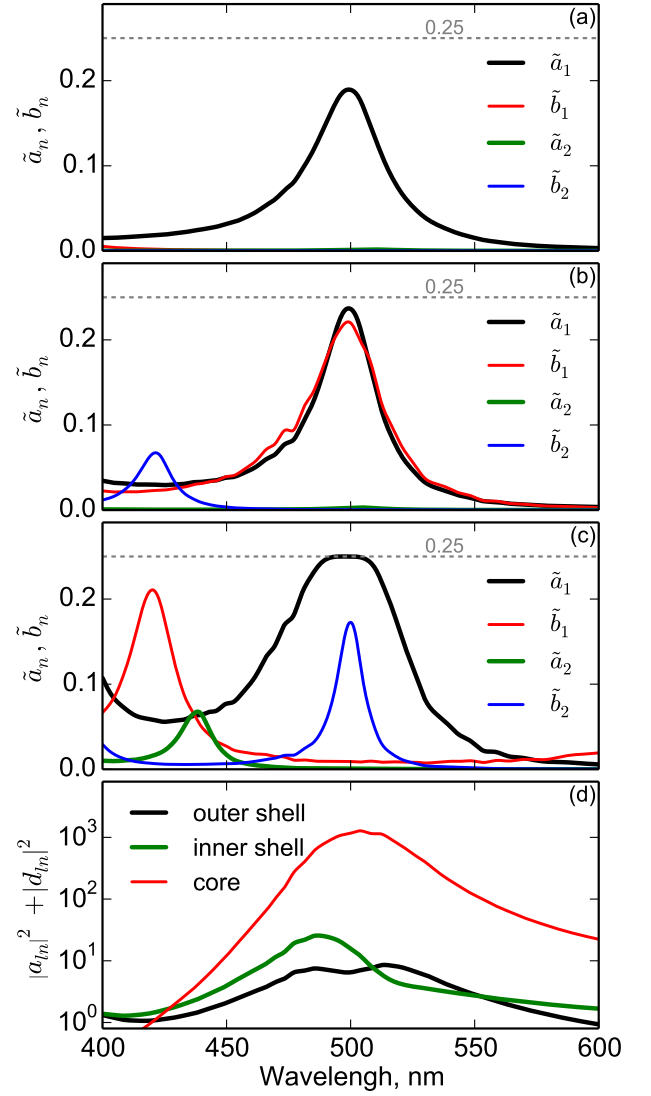 (a)
0.25
0.2
0.1
0.0
ã₁
b̃₁
ã₂
b̃₂
ãₙ, b̃ₙ
(b)
0.25
0.2
0.1
0.0
ã₁
b̃₁
ã₂
b̃₂
ãₙ, b̃ₙ
(c)
0.25
0.2
0.1
0.0
ã₁
b̃₁
ã₂
b̃₂
ãₙ, b̃ₙ
(d)
outer shell
inner shell
core
10³
10²
10¹
10⁰
|aₗₙ|² + |dₗₙ|²
400 450 500 550 600
Wavelengh, nm